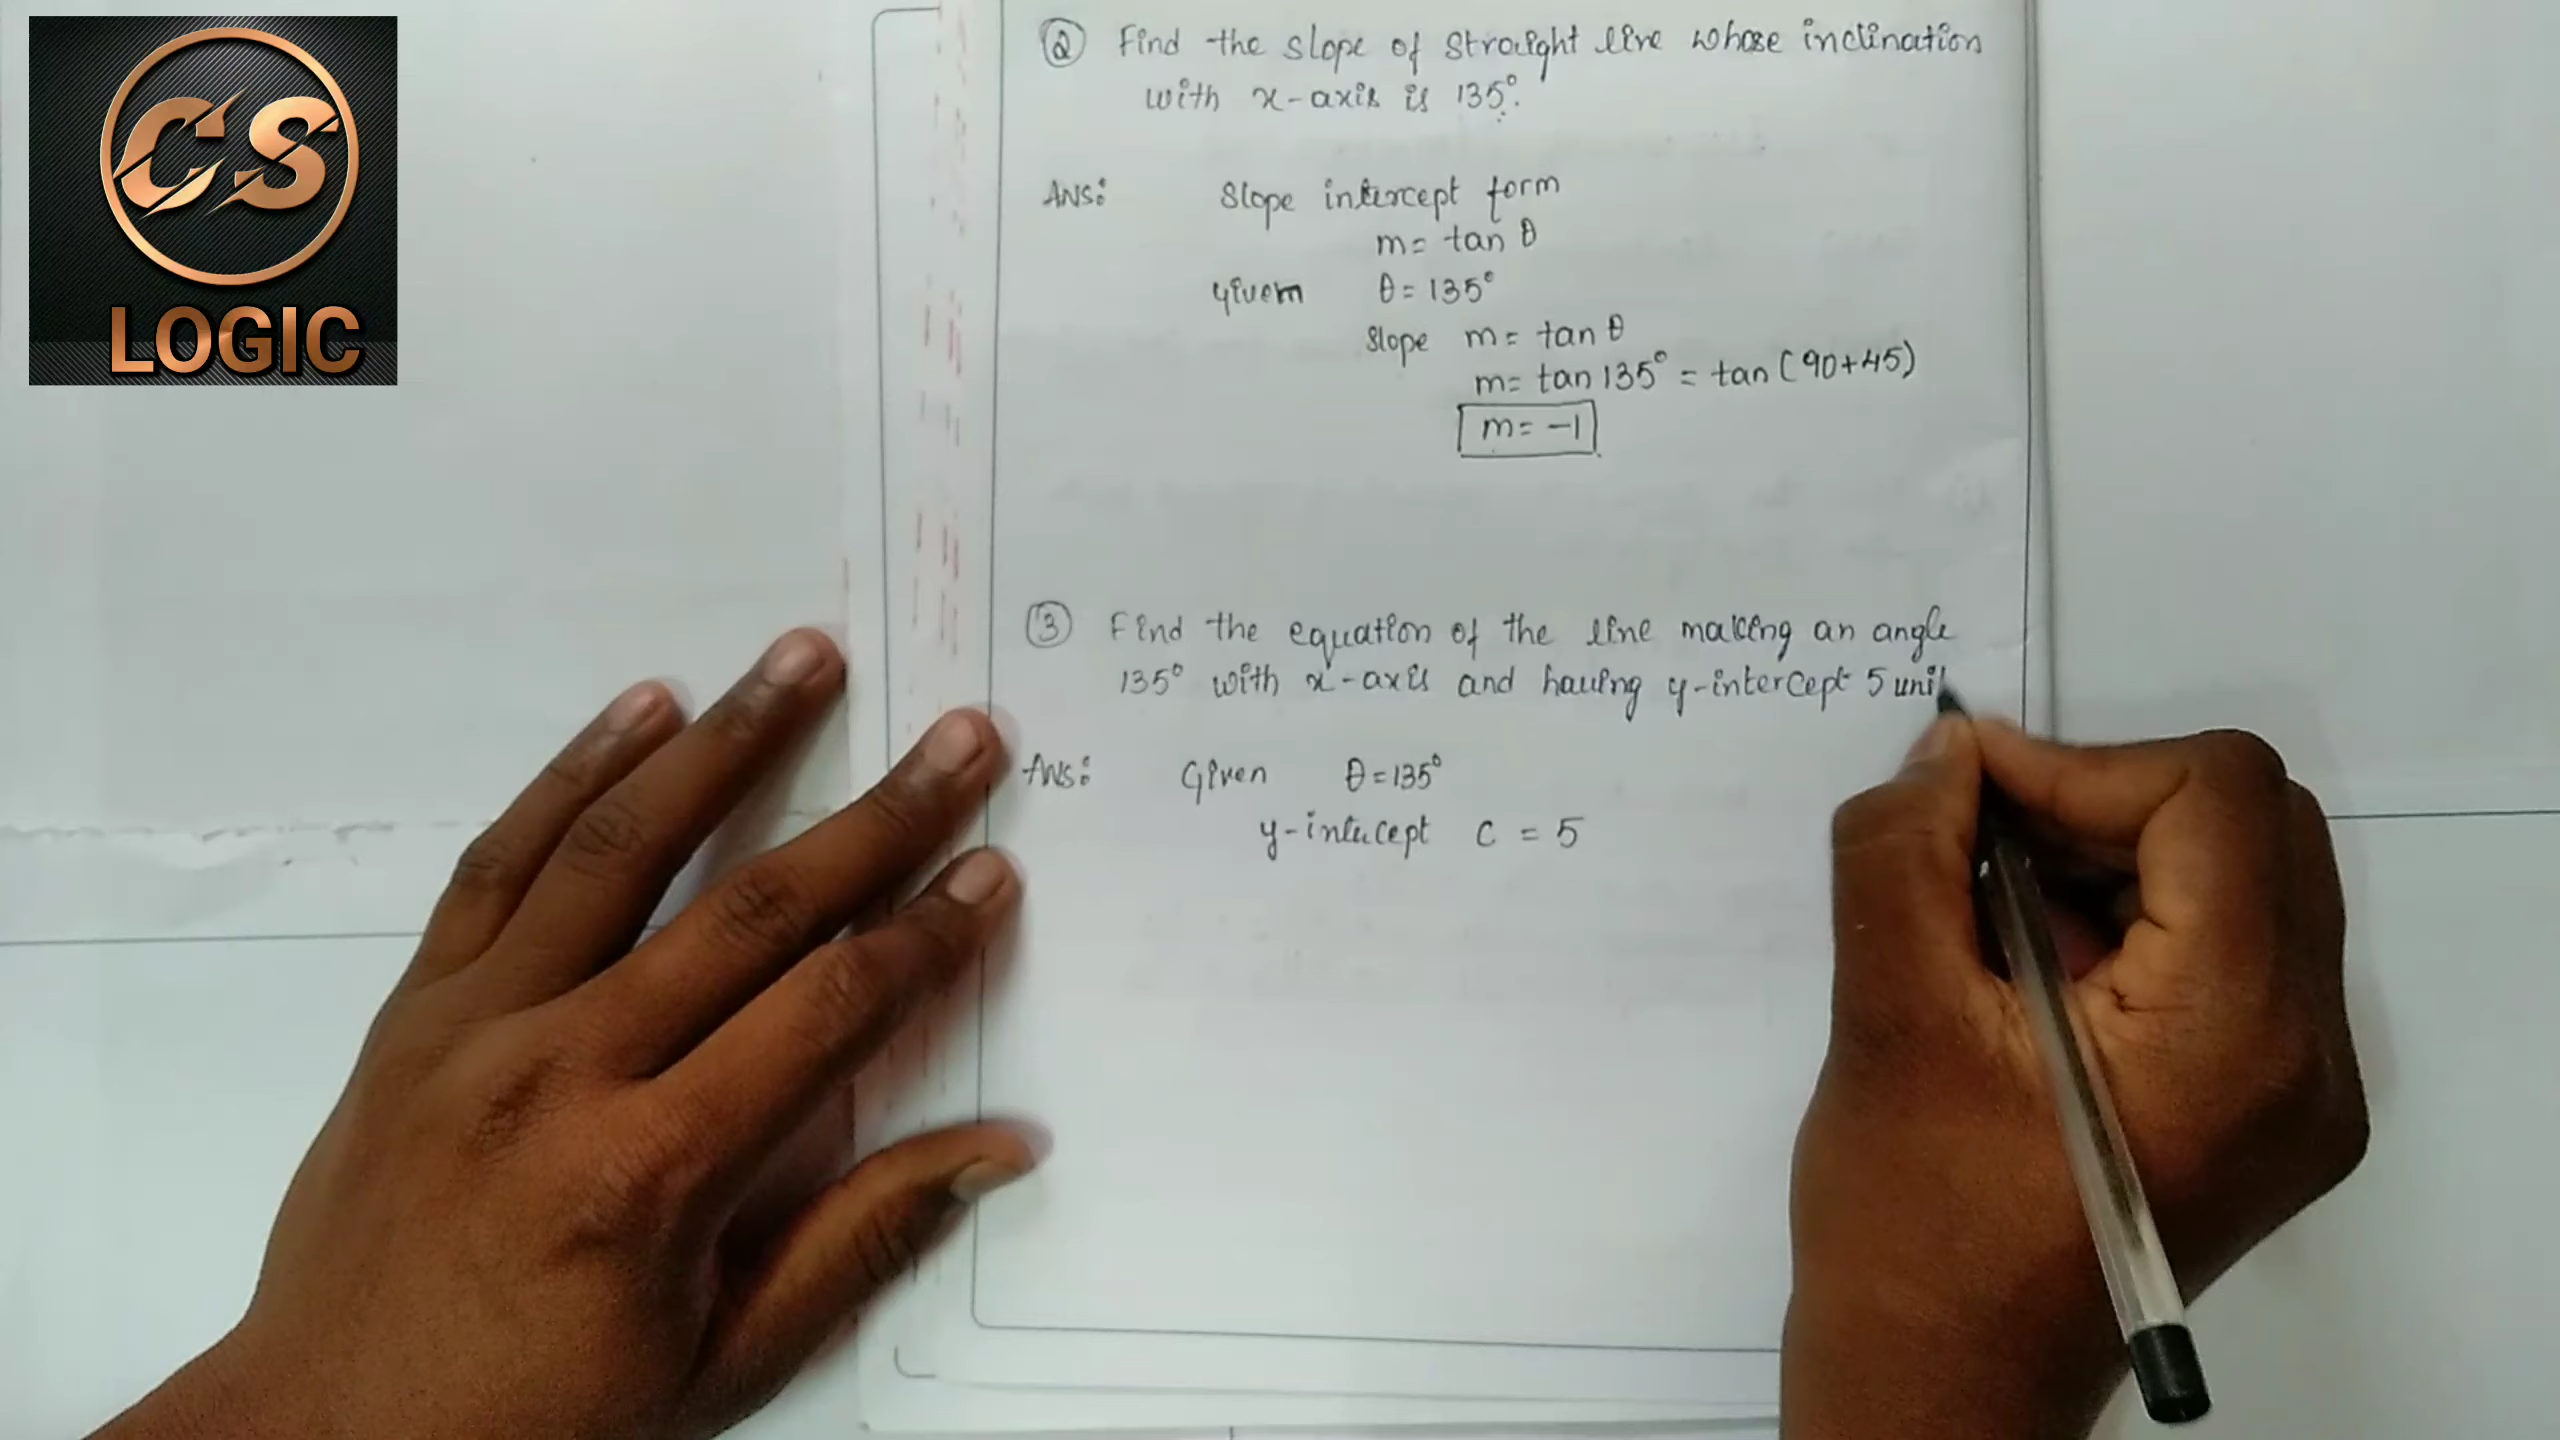 CS
LOGIC
② Find the slope of straight line whose inclination
with x-axis is 135°.
ANS: Slope intercept form
m = tan θ
Given θ = 135°
Slope m = tan θ
m = tan 135° = tan (90+45)
m = -1
③ Find the equation of the line making an angle
135° with x-axis and having y-intercept 5 unit
Ans: Given θ = 135°
y-intercept c = 5